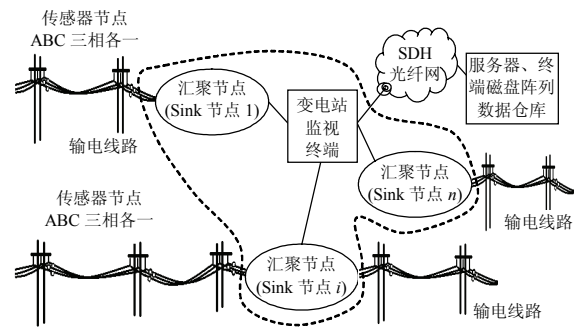 传感器节点
ABC 三相各一
汇聚节点
(Sink 节点 1)
输电线路
变电站
监视
终端
SDH
光纤网
服务器、终
端磁盘阵列
数据仓库
汇聚节点
(Sink 节点 n)
输电线路
传感器节点
ABC 三相各一
汇聚节点
(Sink 节点 i)
输电线路